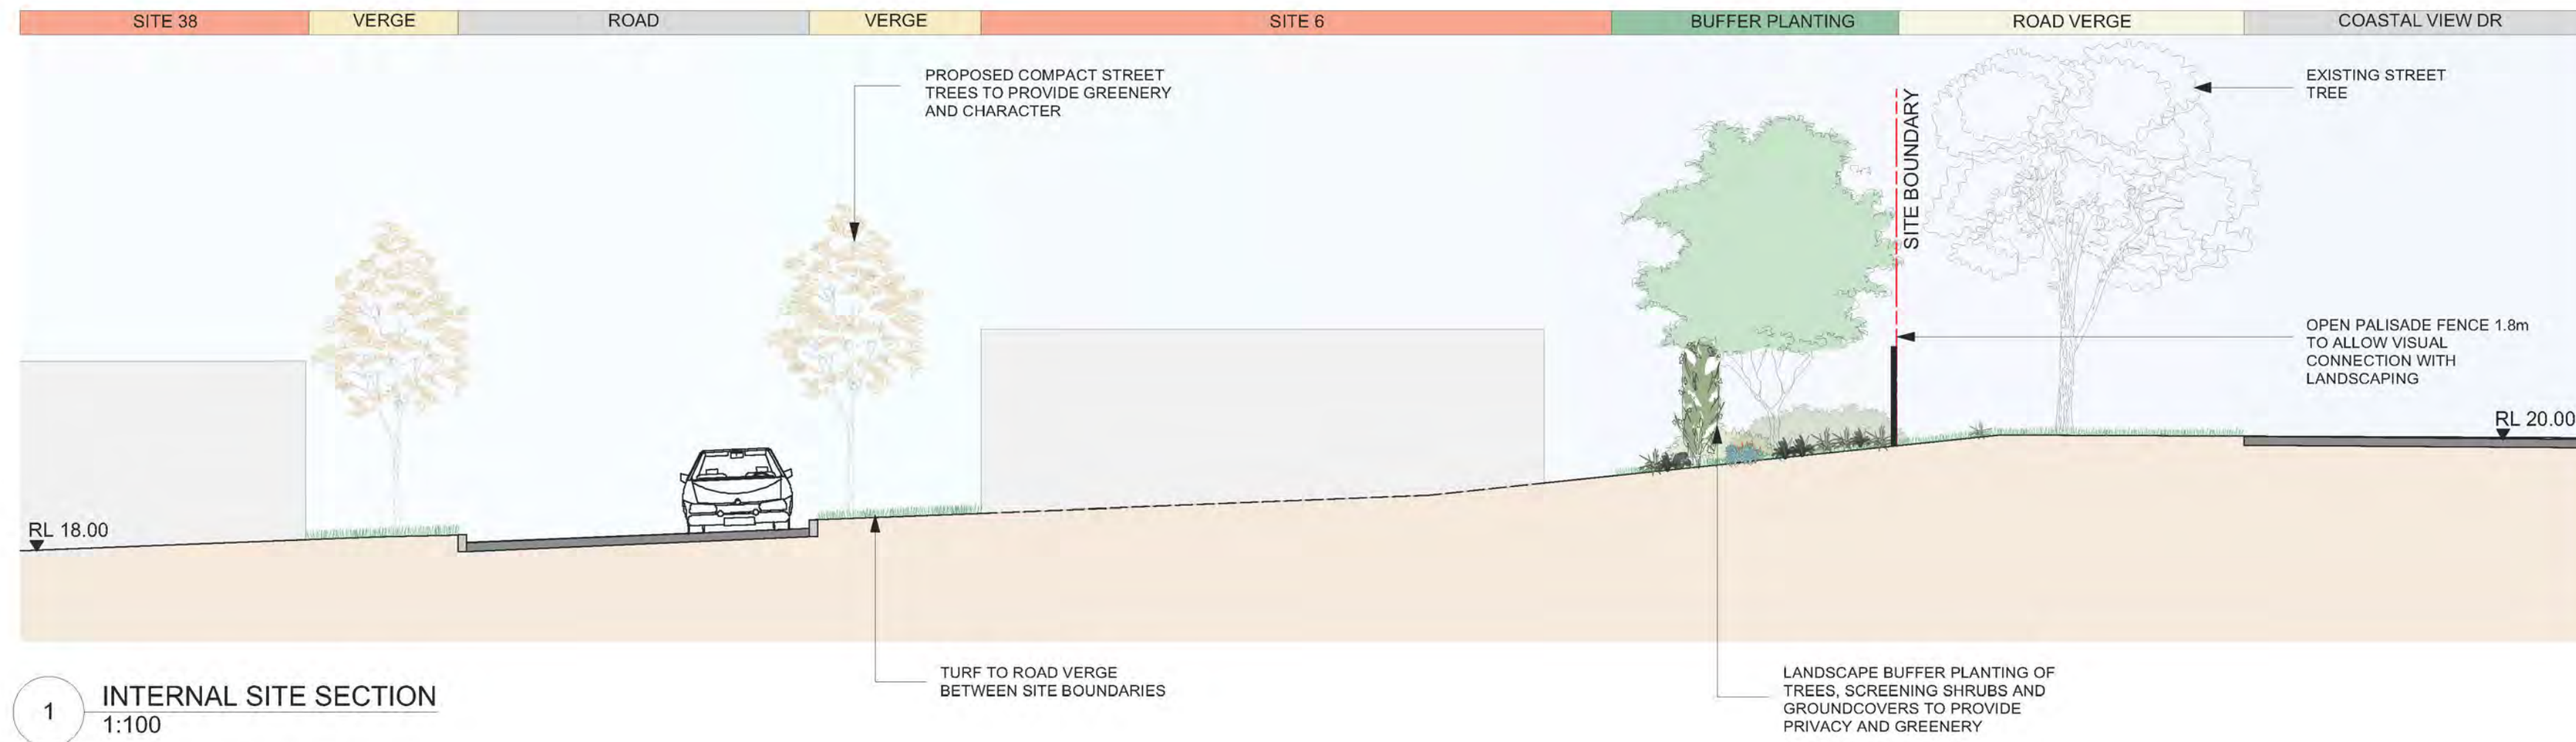 SITE 38
VERGE
ROAD
VERGE
SITE 6
BUFFER PLANTING
ROAD VERGE
COASTAL VIEW DR
PROPOSED COMPACT STREET
TREES TO PROVIDE GREENERY
AND CHARACTER
SITE BOUNDARY
EXISTING STREET
TREE
OPEN PALISADE FENCE 1.8m
TO ALLOW VISUAL
CONNECTION WITH
LANDSCAPING
RL 20.00
RL 18.00
TURF TO ROAD VERGE
BETWEEN SITE BOUNDARIES
LANDSCAPE BUFFER PLANTING OF
TREES, SCREENING SHRUBS AND
GROUNDCOVERS TO PROVIDE
PRIVACY AND GREENERY
1
INTERNAL SITE SECTION
1:100